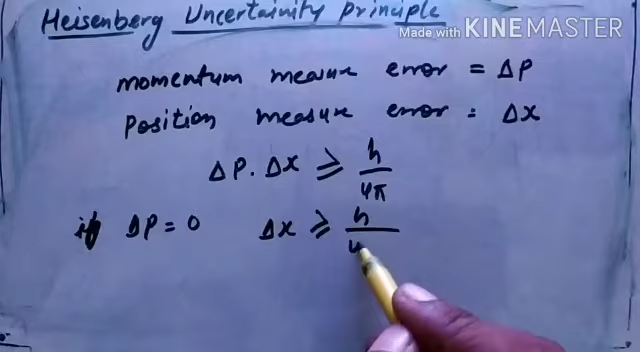 Heisenberg Uncertainity principle
Made with KINEMASTER
momentum measure error = ΔP
Position measure error = Δx
ΔP. Δx ≥ h/4π
if ΔP = 0 Δx ≥ h/4